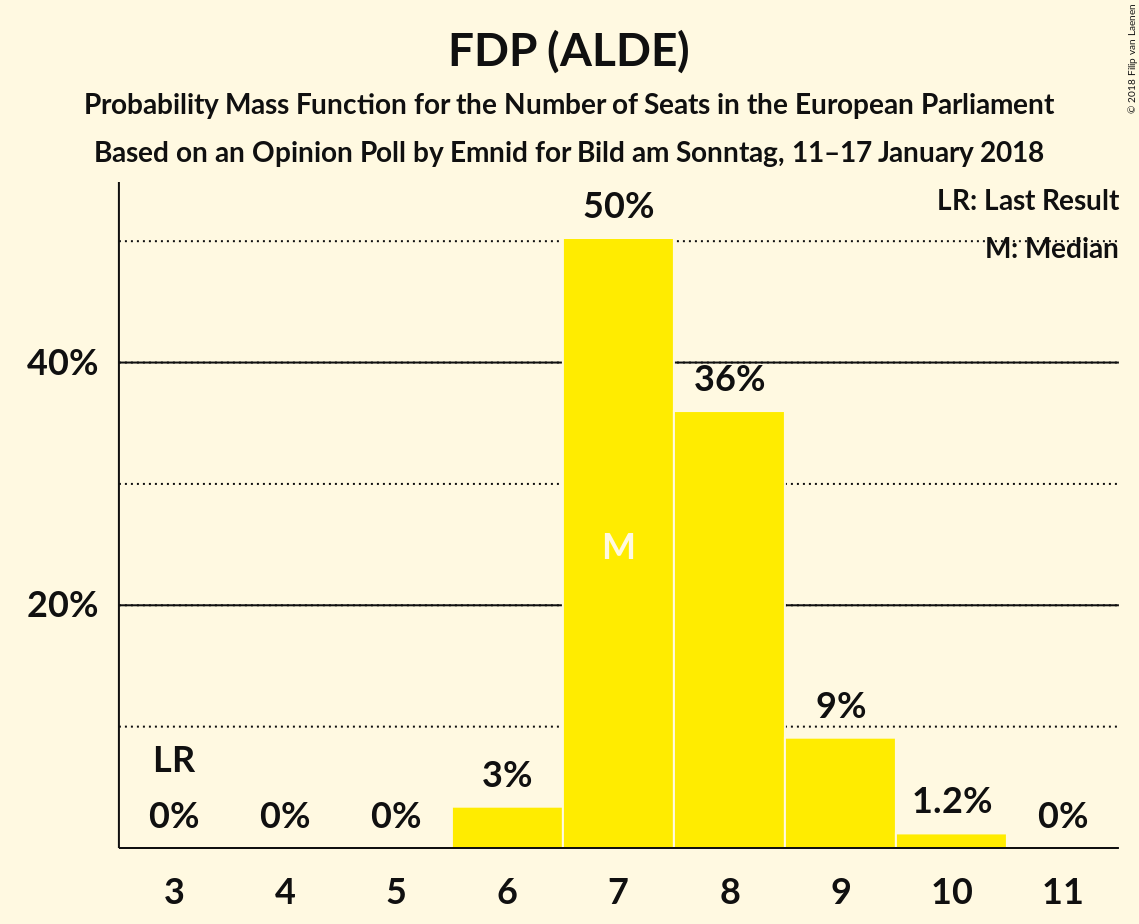 FDP (ALDE)
Probability Mass Function for the Number of Seats in the European Parliament
Based on an Opinion Poll by Emnid for Bild am Sonntag, 11–17 January 2018
© 2018 Filip van Laenen
LR: Last Result
M: Median
50%
40%
36%
M
20%
9%
LR
3%
1.2%
0%
0%
0%
0%
3
4
5
6
7
8
9
10
11